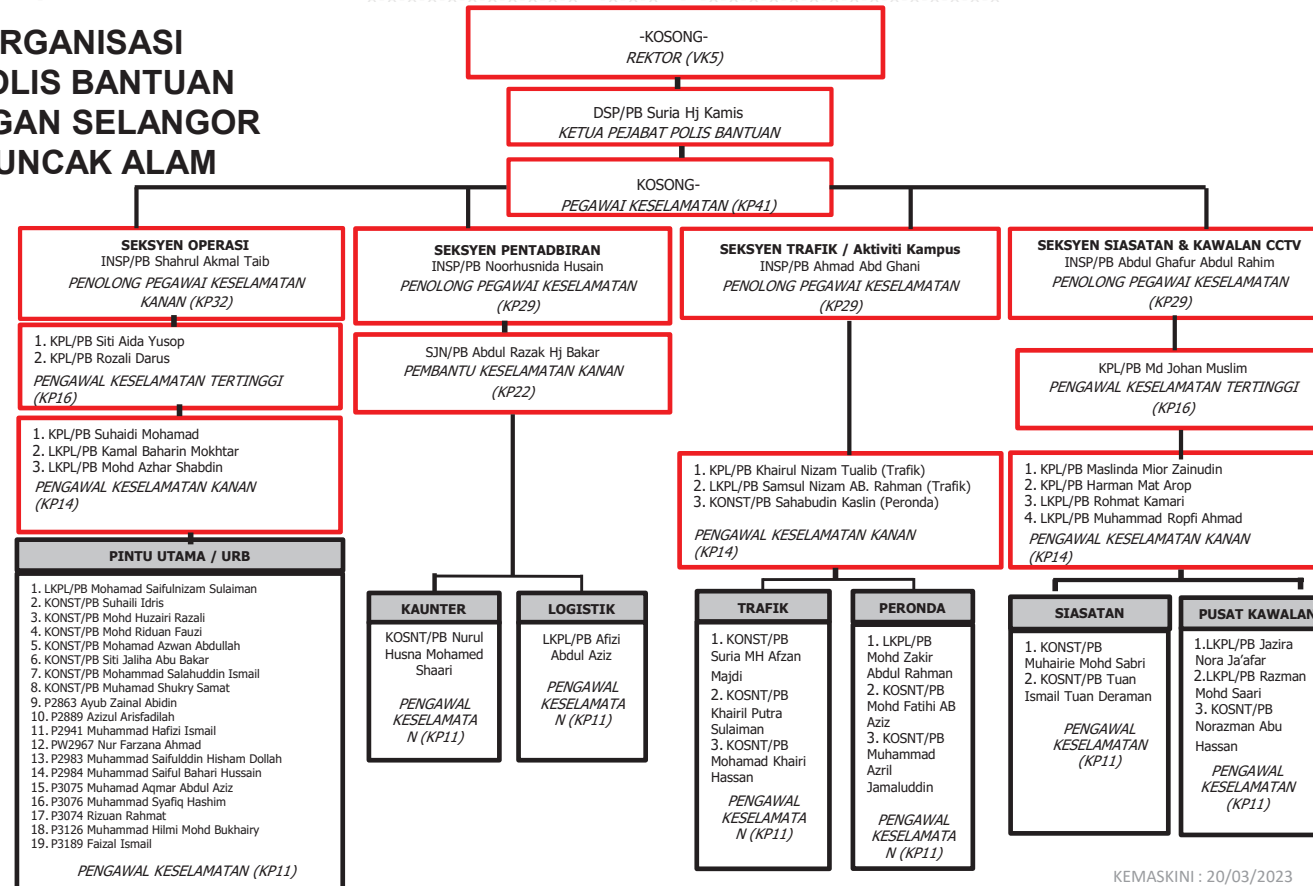 RGANISASI
OLIS BANTUAN
GAN SELANGOR
UNCAK ALAM
-KOSONG-
REKTOR (VK5)
DSP/PB Suria Hj Kamis
KETUA PEJABAT POLIS BANTUAN
KOSONG-
PEGAWAI KESELAMATAN (KP41)
SEKSYEN OPERASI
INSP/PB Shahrul Akmal Taib
PENOLONG PEGAWAI KESELAMATAN
KANAN (KP32)
1. KPL/PB Siti Aida Yusop
2. KPL/PB Rozali Darus
PENGAWAL KESELAMATAN TERTINGGI
(KP16)
1. KPL/PB Suhaidi Mohamad
2. LKPL/PB Kamal Baharin Mokhtar
3. LKPL/PB Mohd Azhar Shabdin
PENGAWAL KESELAMATAN KANAN
(KP14)
PINTU UTAMA / URB
1. LKPL/PB Mohamad Saifulnizam Sulaiman
2. KONST/PB Suhaili Idris
3. KONST/PB Mohd Huzairi Razali
4. KONST/PB Mohd Riduan Fauzi
5. KONST/PB Mohamad Azwan Abdullah
6. KONST/PB Siti Jaliha Abu Bakar
7. KONST/PB Mohammad Salahuddin Ismail
8. KONST/PB Muhamad Shukry Samat
9. P2863 Ayub Zainal Abidin
10. P2889 Azizul Arisfadilah
11. P2941 Muhammad Hafizi Ismail
12. PW2967 Nur Farzana Ahmad
13. P2983 Muhammad Saifulddin Hisham Dollah
14. P2984 Muhammad Saiful Bahari Hussain
15. P3075 Muhamad Aqmar Abdul Aziz
16. P3076 Muhammad Syafiq Hashim
17. P3074 Rizuan Rahmat
18. P3126 Muhammad Hilmi Mohd Bukhairy
19. P3189 Faizal Ismail
PENGAWAL KESELAMATAN (KP11)
SEKSYEN PENTADBIRAN
INSP/PB Noorhusnida Husain
PENOLONG PEGAWAI KESELAMATAN
(KP29)
SJN/PB Abdul Razak Hj Bakar
PEMBANTU KESELAMATAN KANAN
(KP22)
KAUNTER
KOSNT/PB Nurul
Husna Mohamed
Shaari
PENGAWAL
KESELAMATA
N (KP11)
LOGISTIK
LKPL/PB Afizi
Abdul Aziz
PENGAWAL
KESELAMATA
N (KP11)
SEKSYEN TRAFIK / Aktiviti Kampus
INSP/PB Ahmad Abd Ghani
PENOLONG PEGAWAI KESELAMATAN
(KP29)
1. KPL/PB Khairul Nizam Tualib (Trafik)
2. LKPL/PB Samsul Nizam AB. Rahman (Trafik)
3. KONST/PB Sahabudin Kaslin (Peronda)
PENGAWAL KESELAMATAN KANAN
(KP14)
TRAFIK
1. KONST/PB
Suria MH Afzan
Majdi
2. KOSNT/PB
Khairil Putra
Sulaiman
3. KOSNT/PB
Mohamad Khairi
Hassan
PENGAWAL
KESELAMATA
N (KP11)
PERONDA
1. LKPL/PB
Mohd Zakir
Abdul Rahman
2. KOSNT/PB
Mohd Fatihi AB
Aziz
3. KOSNT/PB
Muhammad
Azril
Jamaluddin
PENGAWAL
KESELAMATA
N (KP11)
SEKSYEN SIASATAN & KAWALAN CCTV
INSP/PB Abdul Ghafur Abdul Rahim
PENOLONG PEGAWAI KESELAMATAN
(KP29)
KPL/PB Md Johan Muslim
PENGAWAL KESELAMATAN TERTINGGI
(KP16)
1. KPL/PB Maslinda Mior Zainudin
2. KPL/PB Harman Mat Arop
3. LKPL/PB Rohmat Kamari
4. LKPL/PB Muhammad Ropfi Ahmad
PENGAWAL KESELAMATAN KANAN
(KP14)
SIASATAN
1. KONST/PB
Muhairie Mohd Sabri
2. KOSNT/PB Tuan
Ismail Tuan Deraman
PENGAWAL
KESELAMATAN
(KP11)
PUSAT KAWALAN
1.LKPL/PB Jazira
Nora Ja’afar
2.LKPL/PB Razman
Mohd Saari
3. KOSNT/PB
Norazman Abu
Hassan
PENGAWAL
KESELAMATAN
(KP11)
KEMASKINI : 20/03/2023